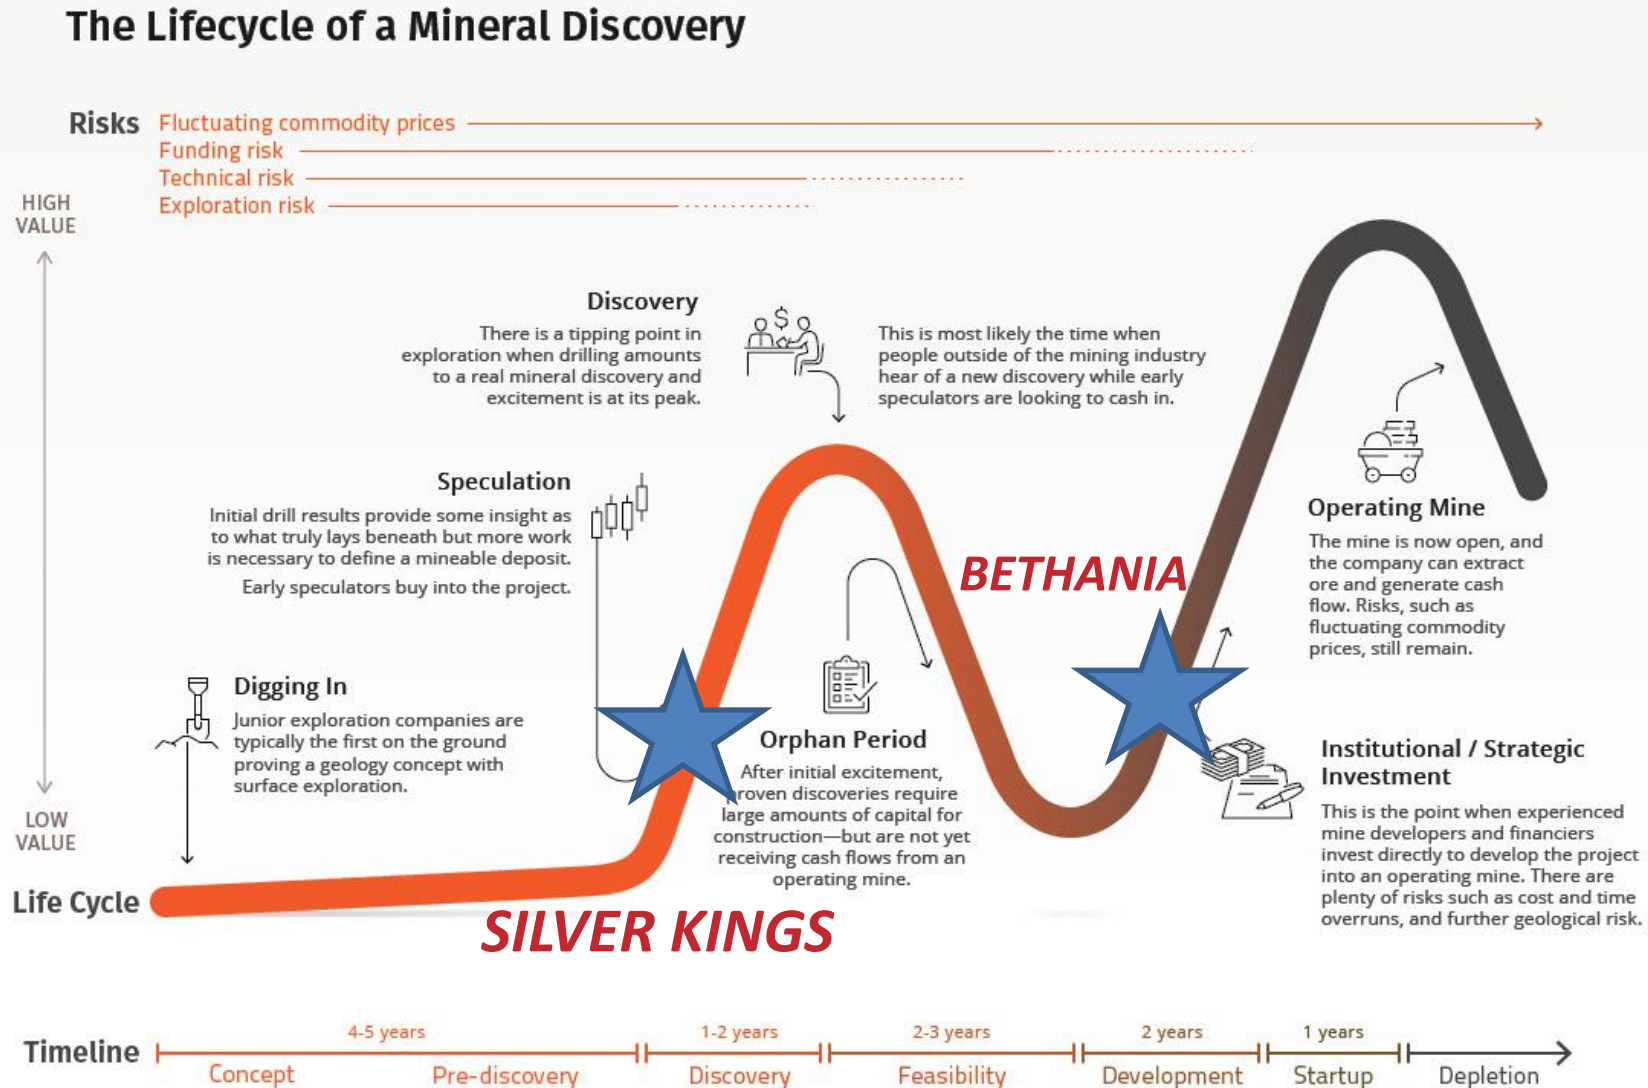 The Lifecycle of a Mineral Discovery
Risks
Fluctuating commodity prices
Funding risk
Technical risk
Exploration risk
HIGH
VALUE
LOW
VALUE
Life Cycle
Digging In
Junior exploration companies are
typically the first on the ground
proving a geology concept with
surface exploration.
Speculation
Initial drill results provide some insight as
to what truly lays beneath but more work
is necessary to define a mineable deposit.
Early speculators buy into the project.
Discovery
There is a tipping point in
exploration when drilling amounts
to a real mineral discovery and
excitement is at its peak.
$
This is most likely the time when
people outside of the mining industry
hear of a new discovery while early
speculators are looking to cash in.
SILVER KINGS
Orphan Period
After initial excitement,
proven discoveries require
large amounts of capital for
construction—but are not yet
receiving cash flows from an
operating mine.
BETHANIA
Operating Mine
The mine is now open, and
the company can extract
ore and generate cash
flow. Risks, such as
fluctuating commodity
prices, still remain.
Institutional / Strategic
Investment
This is the point when experienced
mine developers and financiers
invest directly to develop the project
into an operating mine. There are
plenty of risks such as cost and time
overruns, and further geological risk.
Timeline
4-5 years
1-2 years
2-3 years
2 years
1 years
Concept
Pre-discovery
Discovery
Feasibility
Development
Startup
Depletion